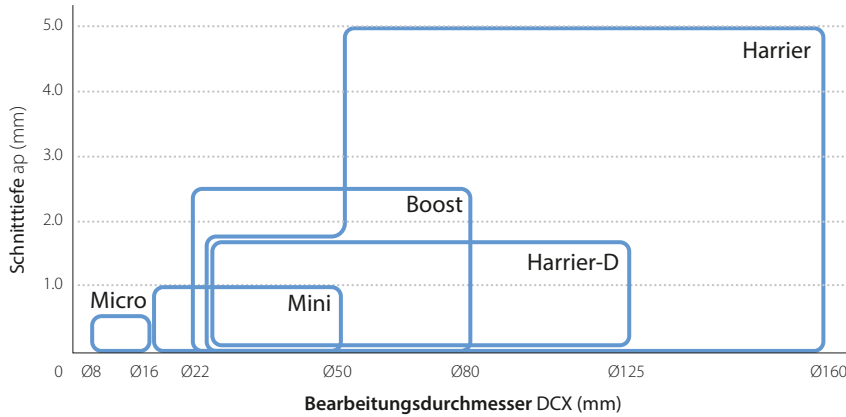 5.0
Harrier
4.0
3.0
Schnitttiefe ap (mm)
Boost
2.0
Harrier-D
1.0
Micro
Mini
0 Ø8 Ø16 Ø22 Ø50 Ø80 Ø125 Ø160
Bearbeitungsdurchmesser DCX (mm)